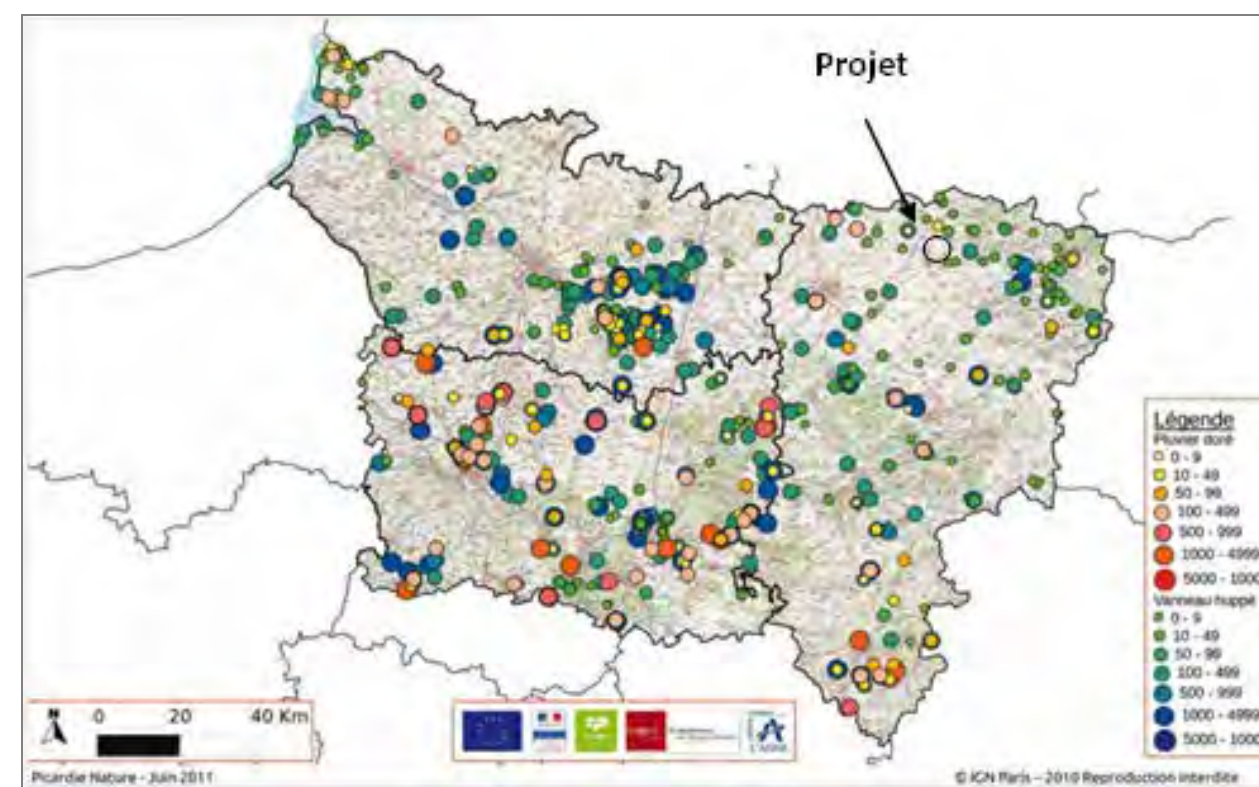 Projet
Légende
Pluvier doré
0 - 9
10 - 49
50 - 99
100 - 499
500 - 999
1000 - 4999
5000 - 1000
Vanneau huppé
0 - 9
10 - 49
50 - 99
100 - 499
500 - 999
1000 - 4999
5000 - 1000
N
0 20 40 Km
L'AISNE
Picardie Nature - Juin 2011
© IGN Paris - 2010 Reproduction interdite